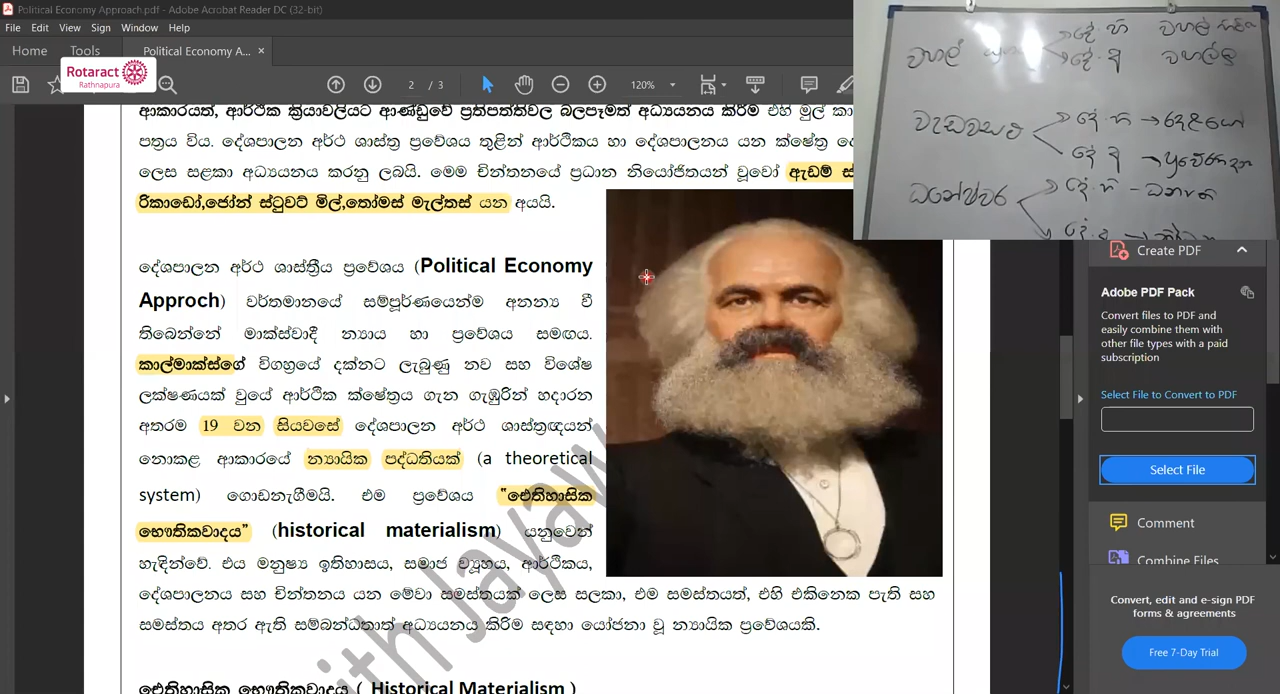 Political Economy Approach.pdf - Adobe Acrobat Reader DC (32-bit)
File Edit View Sign Window Help
Home Tools Political Economy A... ×
Rotaract
Rathnapura
2 / 3 120%
ආකාරයත්, ආර්ථික ක්‍රියාවලියට ආණ්ඩුවේ ප්‍රතිපත්තිවල බලපෑමත් අධ්‍යයනය කිරීම එහි මුල් කා
පත්‍රය විය. දේශපාලන අර්ථ ශාස්ත්‍ර ප්‍රවේශය තුළින් ආර්ථිකය හා දේශපාලනය යන ක්ෂේත්‍ර
ලෙස සළකා අධ්‍යයනය කරනු ලබයි. මෙම චින්තනයේ ප්‍රධාන නියෝජිතයන් වූවෝ ඇඩම් ස්
රිකාඩෝ,ජෝන් ස්ටුවට් මිල්,තෝමස් මැල්තස් යන අයයි.
දේශපාලන අර්ථ ශාස්ත්‍රීය ප්‍රවේශය (Political Economy
Approch) වර්තමානයේ සම්පූර්ණයෙන්ම අනන්‍ය වී
තිබෙන්නේ මාක්ස්වාදී න්‍යාය හා ප්‍රවේශය සමඟය.
කාල්මාක්ස්ගේ විගහුයේ දක්නට ලැබුණු නව සහ විශේෂ
ලක්ෂණයක් වූයේ ආර්ථික ක්ෂේත්‍රය ගැන ගැඹුරින් හදාරන
අතරම 19 වන සියවසේ දේශපාලන අර්ථ ශාස්ත්‍රඥයන්
නොකළ ආකාරයේ න්‍යායික පද්ධතියක් (a theoretical
system) ගොඩනැගීමයි. එම ප්‍රවේශය "ඓතිහාසික
භෞතිකවාදය" (historical materialism) යනුවෙන්
හැඳින්වේ. එය මනුෂ්‍ය ඉතිහාසය, සමාජ ව්‍යුහය, ආර්ථිකය,
දේශපාලනය සහ චින්තනය යන මේවා සමස්තයක් ලෙස සලකා, එම සමස්තයත්, එහි එකිනෙක පැති සහ
සමස්තය අතර ඇති සම්බන්ධතාත් අධ්‍යයනය කිරීම සඳහා යෝජනා වූ න්‍යායික ප්‍රවේශයකි.
ඓතිහාසික භෞතිකවාදය ( Historical Materialism )
වහල් දේ. හි වහල්
දේ. අ
වැඩවසම් දේ හි
දේ අ ප්‍රවේණිදාස
ධනේශ්වර දේ. හි - ධනපති
දේ. අ
Create PDF
Adobe PDF Pack
Convert files to PDF and
easily combine them with
other file types with a paid
subscription
Select File to Convert to PDF
Select File
Comment
Combine Files
Convert, edit and e-sign PDF
forms & agreements
Free 7-Day Trial